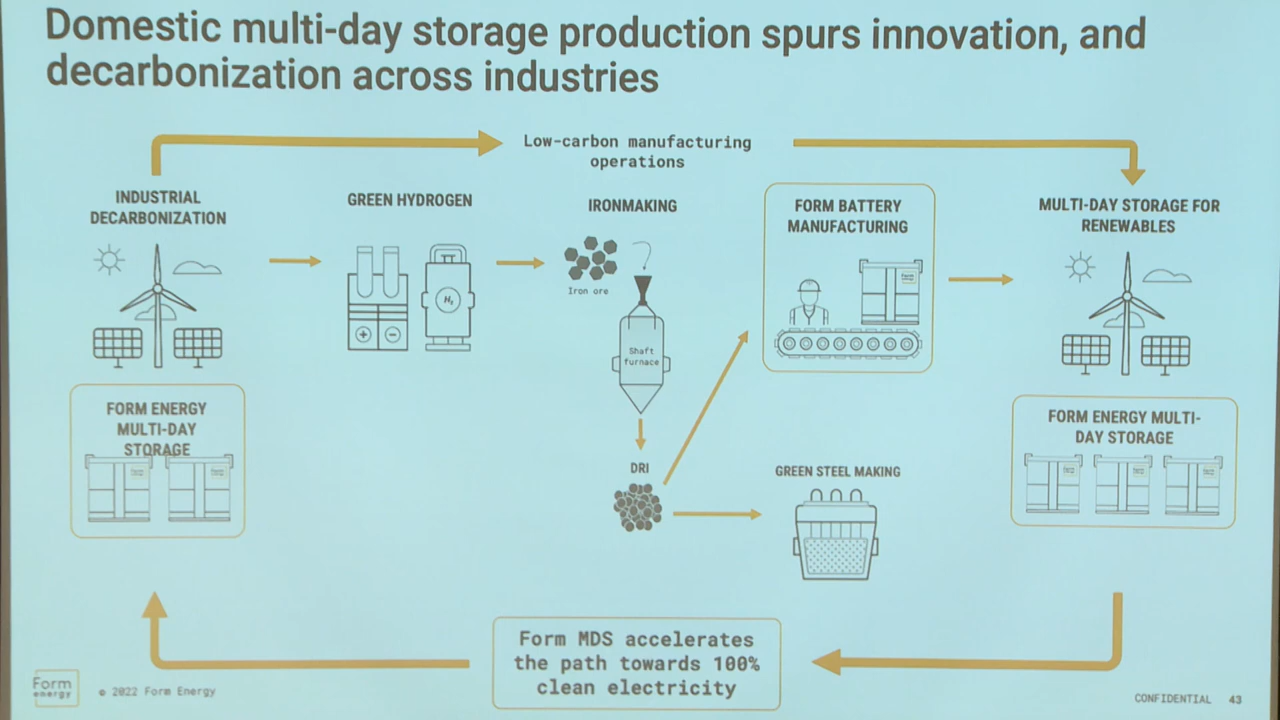 Domestic multi-day storage production spurs innovation, and
decarbonization across industries
Low-carbon manufacturing
operations
INDUSTRIAL
DECARBONIZATION
GREEN HYDROGEN
H₂
IRONMAKING
Iron ore
Shaft
furnace
DRI
FORM BATTERY
MANUFACTURING
GREEN STEEL MAKING
MULTI-DAY STORAGE FOR
RENEWABLES
FORM ENERGY
MULTI-DAY
STORAGE
FORM ENERGY MULTI-
DAY STORAGE
Form MDS accelerates
the path towards 100%
clean electricity
Form
energy
© 2022 Form Energy
CONFIDENTIAL 43